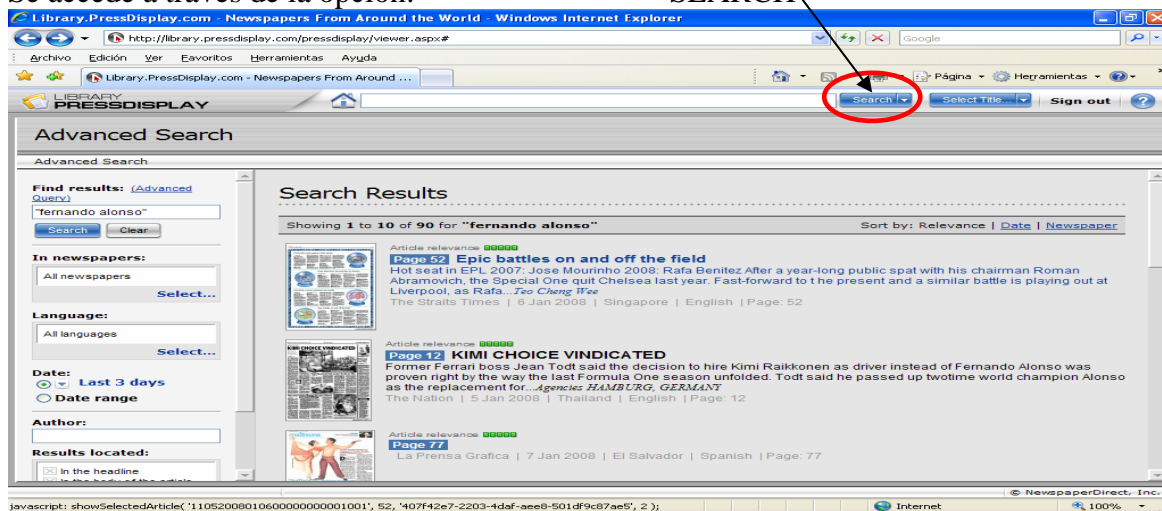 Se accede a través de la opción: SEARCH
Library.PressDisplay.com - Newspapers From Around the World - Windows Internet Explorer
http://library.pressdisplay.com/pressdisplay/viewer.aspx#
Google
Archivo Edición Ver Favoritos Herramientas Ayuda
Library.PressDisplay.com - Newspapers From Around ...
Página Herramientas
LIBRARY
PRESSDISPLAY
Search Select Title... Sign out
Advanced Search
Advanced Search
Find results: (Advanced Query)
"fernando alonso"
Search Clear
In newspapers:
All newspapers
Select...
Language:
All languages
Select...
Date:
Last 3 days
Date range
Author:
Results located:
In the headline
In the body of the article
Search Results
Showing 1 to 10 of 90 for "fernando alonso" Sort by: Relevance | Date | Newspaper
Article relevance
Page 52 Epic battles on and off the field
Hot seat in EPL 2007: Jose Mourinho 2008: Rafa Benitez After a year-long public spat with his chairman Roman
Abramovich, the Special One quit Chelsea last year. Fast-forward to t he present and a similar battle is playing out at
Liverpool, as Rafa...Teo Cheng Wee
The Straits Times | 6 Jan 2008 | Singapore | English | Page: 52
Article relevance
Page 12 KIMI CHOICE VINDICATED
Former Ferrari boss Jean Todt said the decision to hire Kimi Raikkonen as driver instead of Fernando Alonso was
proven right by the way the last Formula One season unfolded. Todt said he passed up twotime world champion Alonso
as the replacement for...Agencies HAMBURG, GERMANY
The Nation | 5 Jan 2008 | Thailand | English | Page: 12
Article relevance
Page 77
La Prensa Grafica | 7 Jan 2008 | El Salvador | Spanish | Page: 77
© NewspaperDirect, Inc.
javascript: showSelectedArticle( '11052008010600000000001001', 52, '407f42e7-2203-4daf-aee8-501df9c87ae5', 2 );
Internet 100%